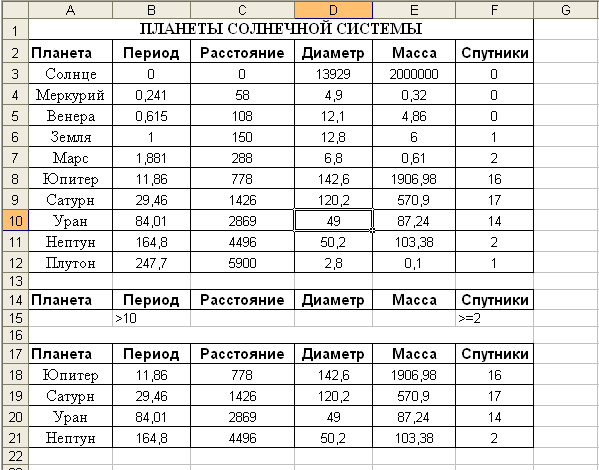 A B C D E F G
1 ПЛАНЕТЫ СОЛНЕЧНОЙ СИСТЕМЫ
2 Планета Период Расстояние Диаметр Масса Спутники
3 Солнце 0 0 13929 2000000 0
4 Меркурий 0,241 58 4,9 0,32 0
5 Венера 0,615 108 12,1 4,86 0
6 Земля 1 150 12,8 6 1
7 Марс 1,881 288 6,8 0,61 2
8 Юпитер 11,86 778 142,6 1906,98 16
9 Сатурн 29,46 1426 120,2 570,9 17
10 Уран 84,01 2869 49 87,24 14
11 Нептун 164,8 4496 50,2 103,38 2
12 Плутон 247,7 5900 2,8 0,1 1
13
14 Планета Период Расстояние Диаметр Масса Спутники
15 >10 >=2
16
17 Планета Период Расстояние Диаметр Масса Спутники
18 Юпитер 11,86 778 142,6 1906,98 16
19 Сатурн 29,46 1426 120,2 570,9 17
20 Уран 84,01 2869 49 87,24 14
21 Нептун 164,8 4496 50,2 103,38 2
22